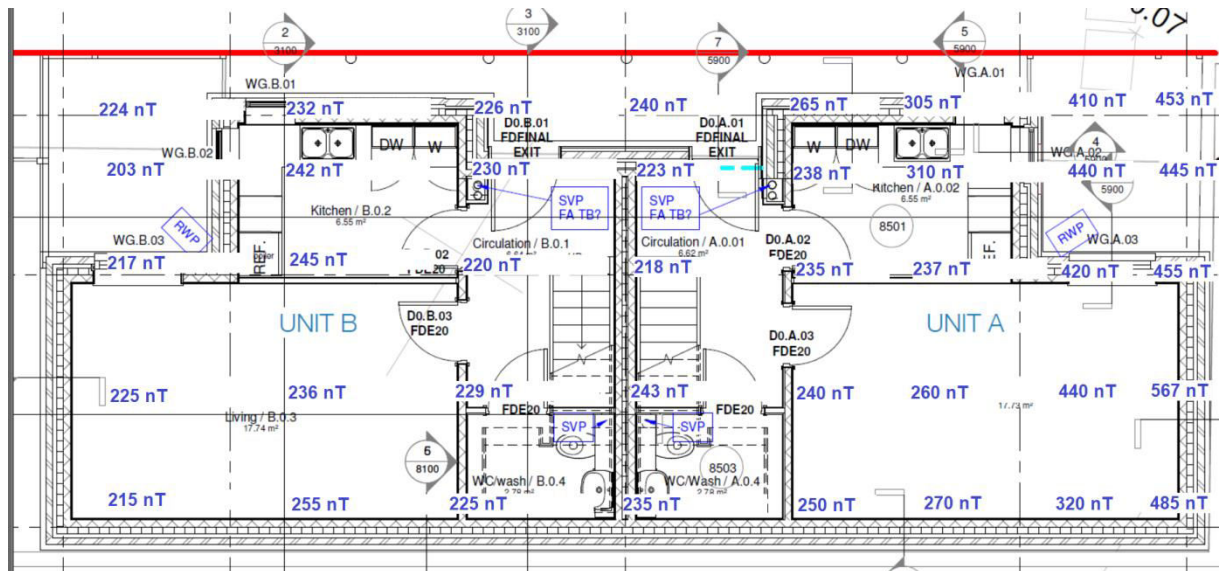 2
3100
3
3100
7
5900
5
5900
WG.B.01
WG.A.01
224 nT
232 nT
226 nT
240 nT
265 nT
305 nT
410 nT
453 nT
D0.B.01
FDFINAL
EXIT
D0.A.01
FDFINAL
EXIT
DW
W
W
DW
WG.B.02
WG.A.02
4
5900
203 nT
242 nT
230 nT
223 nT
238 nT
310 nT
440 nT
445 nT
SVP
FA TB?
SVP
FA TB?
Kitchen / B.0.2
6.55 m²
Kitchen / A.0.02
6.55 m²
RWP
RWP
8501
WG.B.03
WG.A.03
Circulation / B.0.1
Circulation / A.0.01
6.62 m²
D0.A.02
FDE20
02
FDE20
REF.
217 nT
245 nT
220 nT
218 nT
235 nT
237 nT
420 nT
455 nT
UNIT B
UNIT A
D0.B.03
FDE20
D0.A.03
FDE20
225 nT
236 nT
229 nT
243 nT
240 nT
260 nT
440 nT
567 nT
FDE20
FDE20
Living / B.0.3
17.74 m²
17.73 m²
SVP
SVP
6
8100
8503
WC/wash / B.0.4
2.78 m²
WC/Wash / A.0.4
2.78 m²
215 nT
255 nT
225 nT
235 nT
250 nT
270 nT
320 nT
485 nT